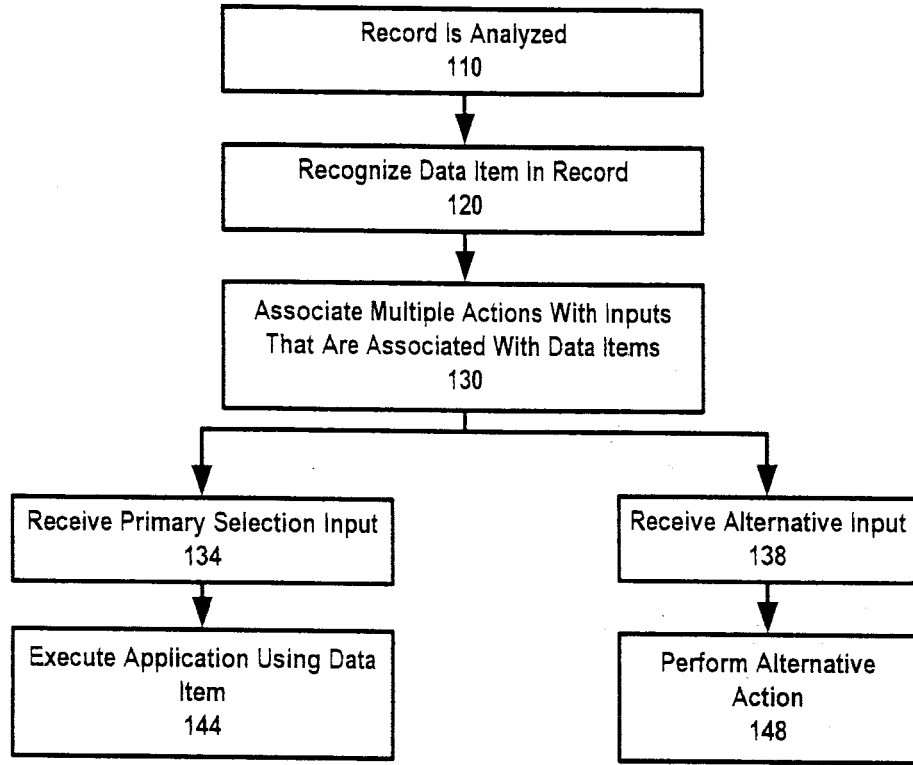 Record Is Analyzed
110
Recognize Data Item In Record
120
Associate Multiple Actions With Inputs
That Are Associated With Data Items
130
Receive Primary Selection Input
134
Receive Alternative Input
138
Execute Application Using Data
Item
144
Perform Alternative
Action
148